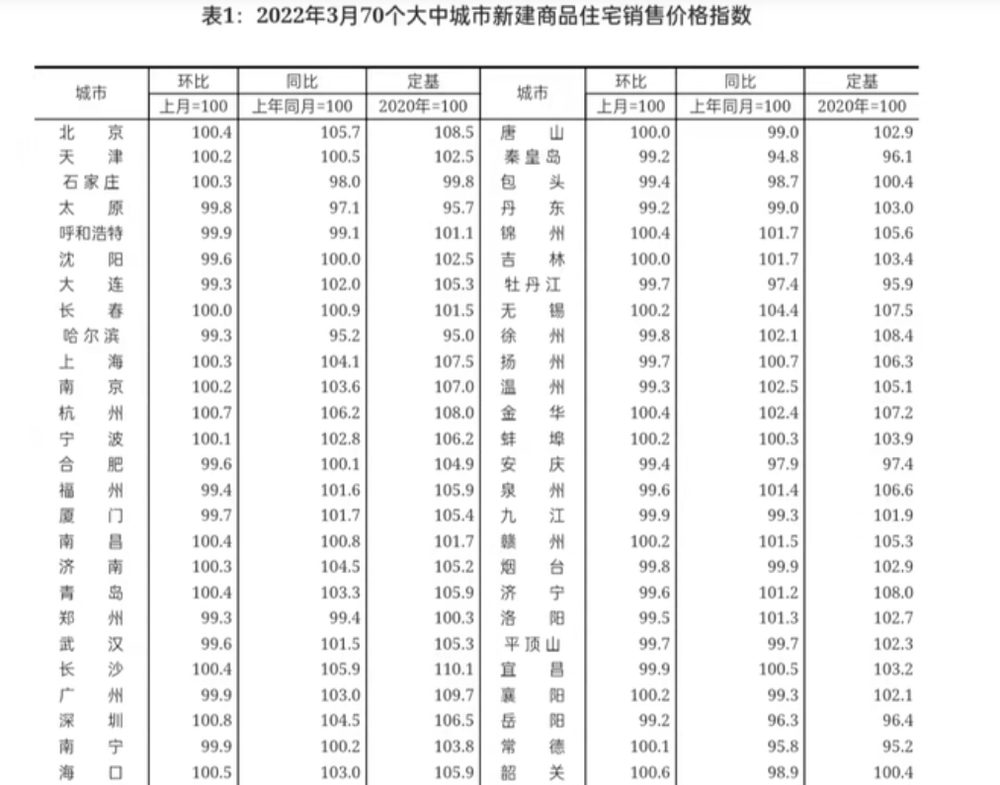 表1：2022年3月70个大中城市新建商品住宅销售价格指数
城市 环比 同比 定基 城市 环比 同比 定基
上月=100 上年同月=100 2020年=100 上月=100 上年同月=100 2020年=100
北京 100.4 105.7 108.5 唐山 100.0 99.0 102.9
天津 100.2 100.5 102.5 秦皇岛 99.2 94.8 96.1
石家庄 100.3 98.0 99.8 包头 99.4 98.7 100.4
太原 99.8 97.1 95.7 丹东 99.2 99.0 103.0
呼和浩特 99.9 99.1 101.1 锦州 100.4 101.7 105.6
沈阳 99.6 100.0 102.5 吉林 100.0 101.7 103.4
大连 99.3 102.0 105.3 牡丹江 99.7 97.4 95.9
长春 100.0 100.9 101.5 无锡 100.2 104.4 107.5
哈尔滨 99.3 95.2 95.0 徐州 99.8 102.1 108.4
上海 100.3 104.1 107.5 扬州 99.7 100.7 106.3
南京 100.2 103.6 107.0 温州 99.3 102.5 105.1
杭州 100.7 106.2 108.0 金华 100.4 102.4 107.2
宁波 100.1 102.8 106.2 蚌埠 100.2 100.3 103.9
合肥 99.6 100.1 104.9 安庆 99.4 97.9 97.4
福州 99.4 101.6 105.9 泉州 99.6 101.4 106.6
厦门 99.7 101.7 105.4 九江 99.9 99.3 101.9
南昌 100.4 100.8 101.7 赣州 100.2 101.5 105.3
济南 100.3 104.5 105.2 烟台 99.8 99.9 102.9
青岛 100.4 103.3 105.9 济宁 99.6 101.2 108.0
郑州 99.3 99.4 100.3 洛阳 99.5 101.3 102.7
武汉 99.6 101.5 105.3 平顶山 99.7 99.7 102.3
长沙 100.4 105.9 110.1 宜昌 99.9 100.5 103.2
广州 99.9 103.0 109.7 襄阳 100.2 99.3 102.1
深圳 100.8 104.5 106.5 岳阳 99.2 96.3 96.4
南宁 99.9 100.2 103.8 常德 100.1 95.8 95.2
海口 100.5 103.0 105.9 韶关 100.6 98.9 100.4